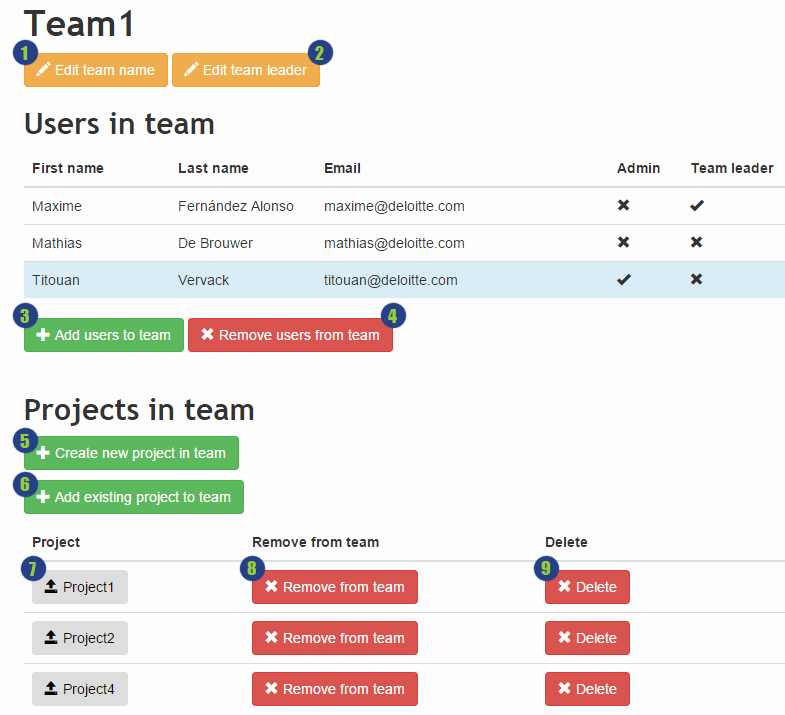 Team1
1 Edit team name 2 Edit team leader
Users in team
First name Last name Email Admin Team leader
Maxime Fernández Alonso maxime@deloitte.com
Mathias De Brouwer mathias@deloitte.com
Titouan Vervack titouan@deloitte.com
3 Add users to team 4 Remove users from team
Projects in team
5 Create new project in team
6 Add existing project to team
Project Remove from team Delete
7 Project1 8 Remove from team 9 Delete
Project2 Remove from team Delete
Project4 Remove from team Delete